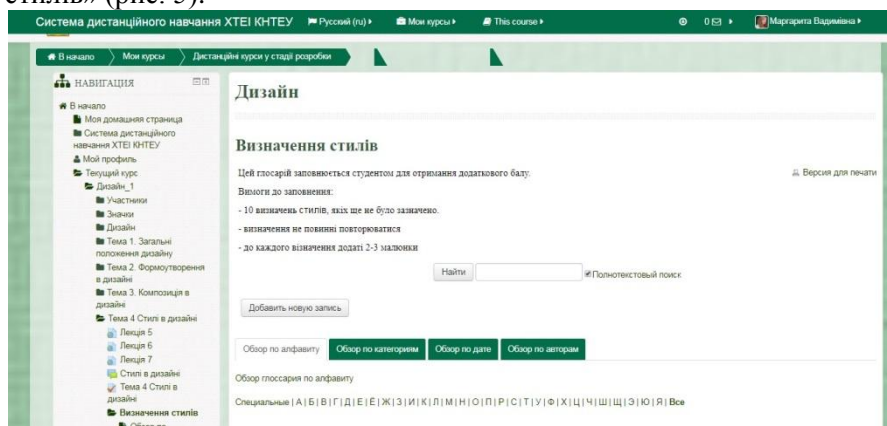 стилів» (рис. 5).
Система дистанційного навчання ХТЕІ КНТЕУ Русский (ru) Мои курсы This course 0 Маргарита Вадимівна
В начало Мои курсы Дистанційні курси у стадії розробки
НАВИГАЦИЯ
В начало
Моя домашняя страница
Система дистанційного
навчання ХТЕІ КНТЕУ
Мой профиль
Текущий курс
Дизайн_1
Участники
Значки
Дизайн
Тема 1. Загальні
положення дизайну
Тема 2. Формоутворення
в дизайні
Тема 3. Композиція в
дизайні
Тема 4 Стилі в дизайні
Лекція 5
Лекція 6
Лекція 7
Стилі в дизайні
Тема 4 Стилі в
дизайні
Визначення стилів
Дизайн
Визначення стилів
Цей глосарій заповнюється студентом для отримання додаткового балу.
Версия для печати
Вимоги до заповнення:
- 10 визначень стилів, яких ще не було зазначено.
- визначення не повинні повторюватися
- до кожного візначення додаті 2-3 малюнки
Найти Полнотекстовый поиск
Добавить новую запись
Обзор по алфавиту Обзор по категориям Обзор по дате Обзор по авторам
Обзор глоссария по алфавиту
Специальные | А | Б | В | Г | Д | Е | Ё | Ж | З | И | К | Л | М | Н | О | П | Р | С | Т | У | Ф | Х | Ц | Ч | Ш | Щ | Э | Ю | Я | Все